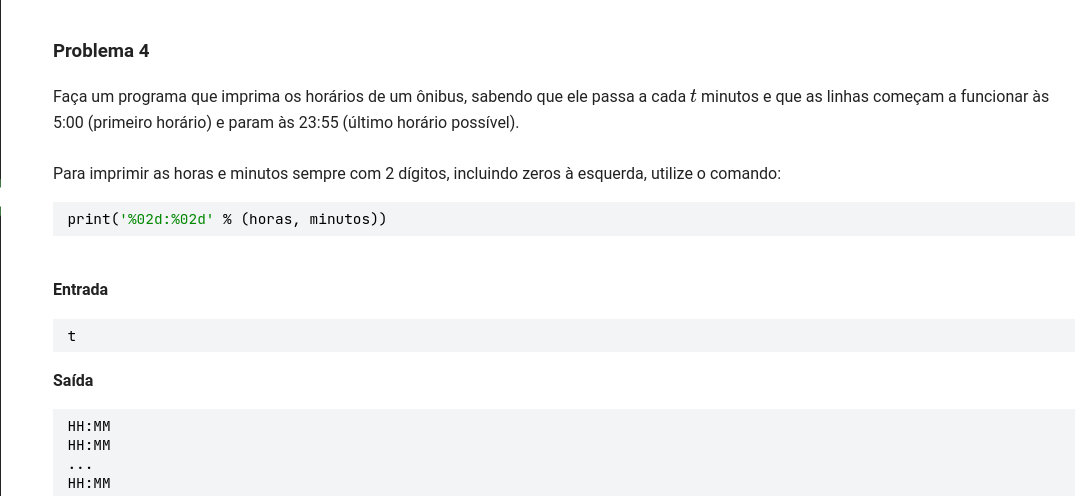 Problema 4
Faça um programa que imprima os horários de um ônibus, sabendo que ele passa a cada t minutos e que as linhas começam a funcionar às
5:00 (primeiro horário) e param às 23:55 (último horário possível).
Para imprimir as horas e minutos sempre com 2 dígitos, incluindo zeros à esquerda, utilize o comando:
print('%02d:%02d' % (horas, minutos))
Entrada
t
Saída
HH:MM
HH:MM
...
HH:MM